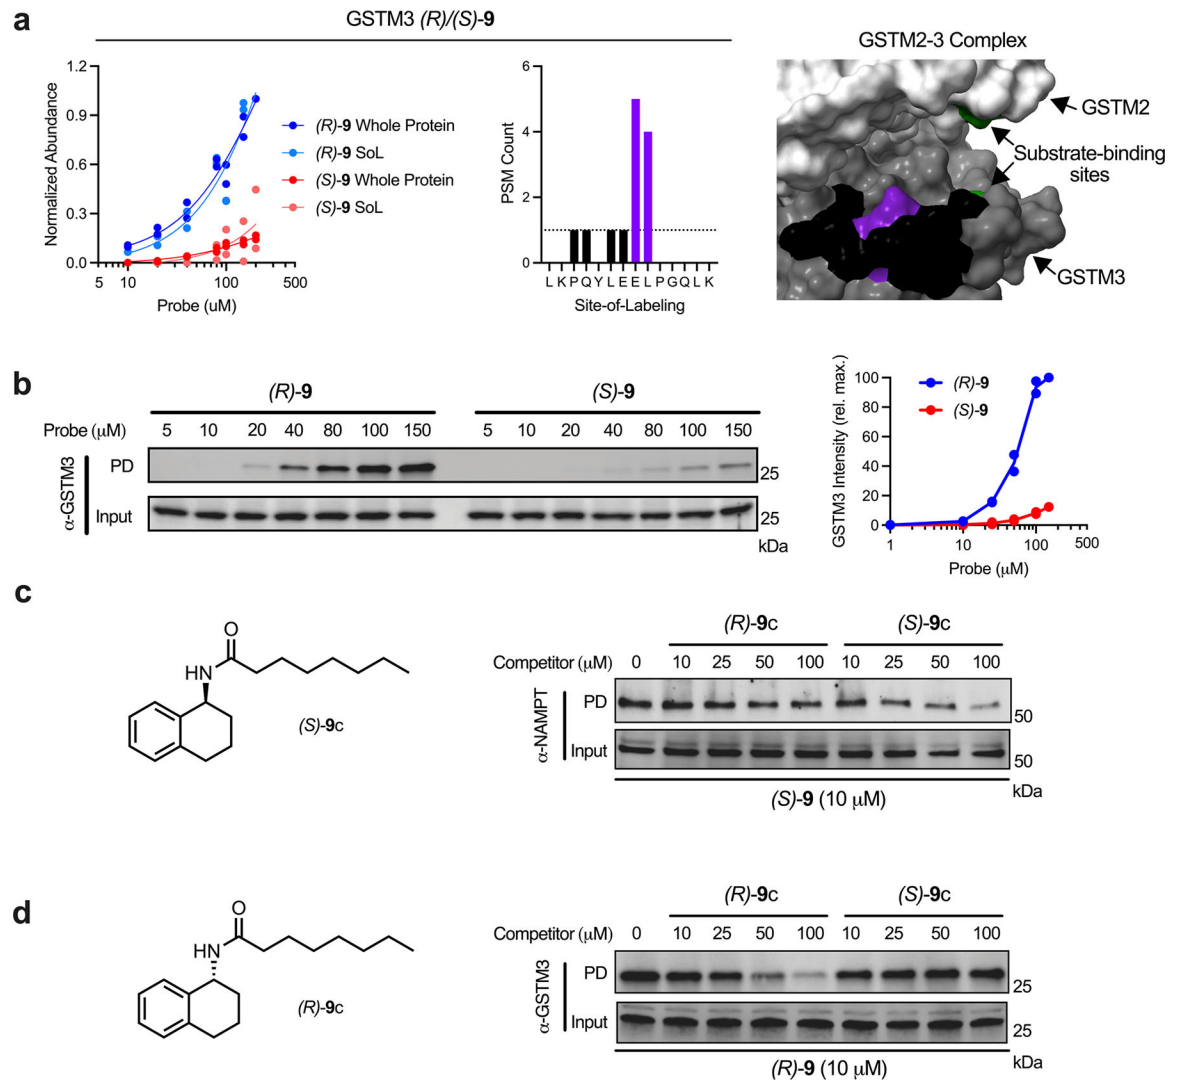 a
GSTM3 (R)/(S)-9
Normalized Abundance
1.2
0.9
0.6
0.3
0.0
5 10 100 500
Probe (uM)
(R)-9 Whole Protein
(R)-9 SoL
(S)-9 Whole Protein
(S)-9 SoL
PSM Count
6
4
2
0
L K P Q Y L E E L P G Q L K
Site-of-Labeling
GSTM2-3 Complex
GSTM2
Substrate-binding
sites
GSTM3
b
(R)-9 (S)-9
Probe (μM) 5 10 20 40 80 100 150 5 10 20 40 80 100 150
α-GSTM3
PD 25
Input 25
kDa
GSTM3 Intensity (rel. max.)
100
80
60
40
20
0
1 10 100 500
Probe (μM)
(R)-9
(S)-9
c
O
HN
(S)-9c
(R)-9c (S)-9c
Competitor (μM) 0 10 25 50 100 10 25 50 100
α-NAMPT
PD 50
Input 50
kDa
(S)-9 (10 μM)
d
O
HN
(R)-9c
(R)-9c (S)-9c
Competitor (μM) 0 10 25 50 100 10 25 50 100
α-GSTM3
PD 25
Input 25
kDa
(R)-9 (10 μM)